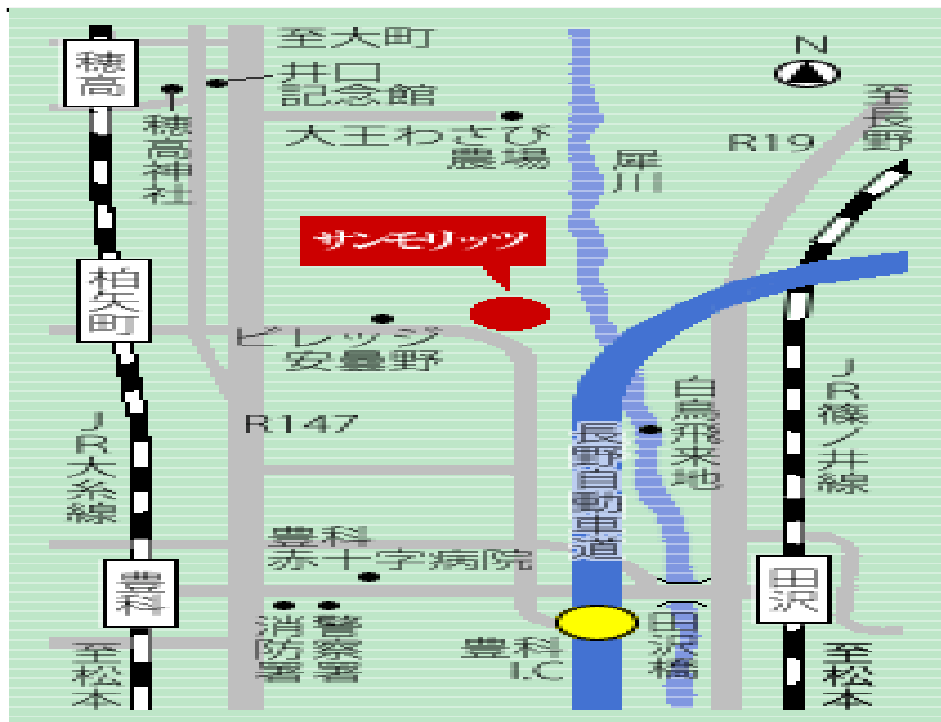 至大町
穂高
井口
記念館
N
至長野
穂高神社
大王わさび
農場
R19
犀川
サンモリッツ
柏矢町
ビレッジ
安曇野
R147
白鳥飛来地
JR大糸線
長野自動車道
JR篠ノ井線
豊科
赤十字病院
豊科
田沢
消防署
警察署
豊科
I.C
田沢橋
至松本
至松本